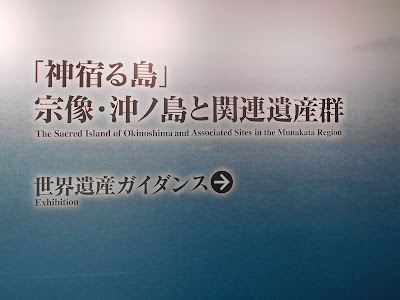 「神宿る島」
宗像・沖ノ島と関連遺産群
The Sacred Island of Okinoshima and Associated Sites in the Munakata Region
世界遺産ガイダンス➔
Exhibition